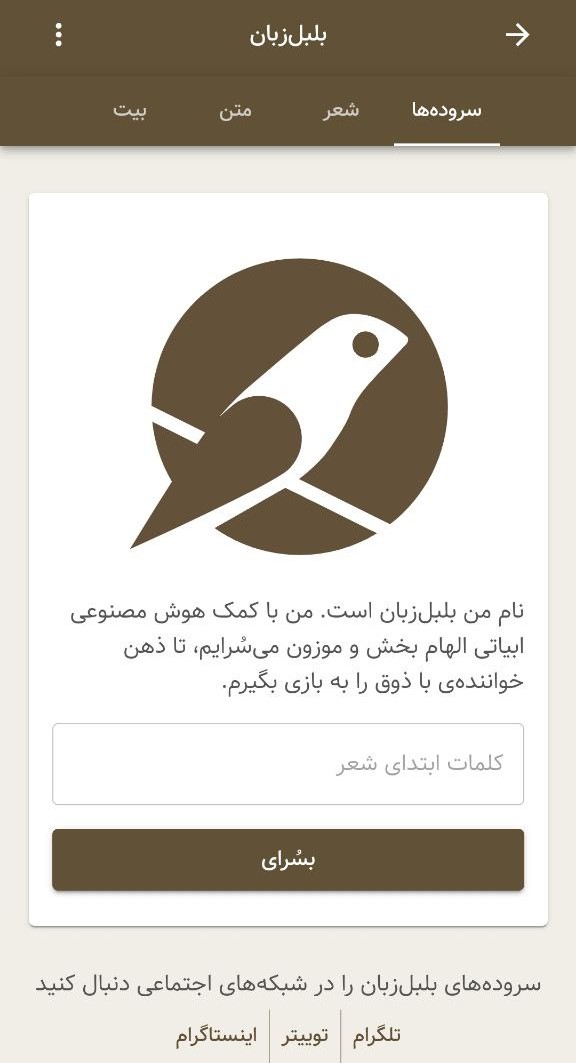 بلبل‌زبان
سروده‌ها
شعر
متن
بیت
نام من بلبل‌زبان است. من با کمک هوش مصنوعی
ابیاتی الهام بخش و موزون می‌سُرایم، تا ذهن
خواننده‌ی با ذوق را به بازی بگیرم.
کلمات ابتدای شعر
بسُرای
سروده‌های بلبل‌زبان را در شبکه‌های اجتماعی دنبال کنید
تلگرام
توییتر
اینستاگرام